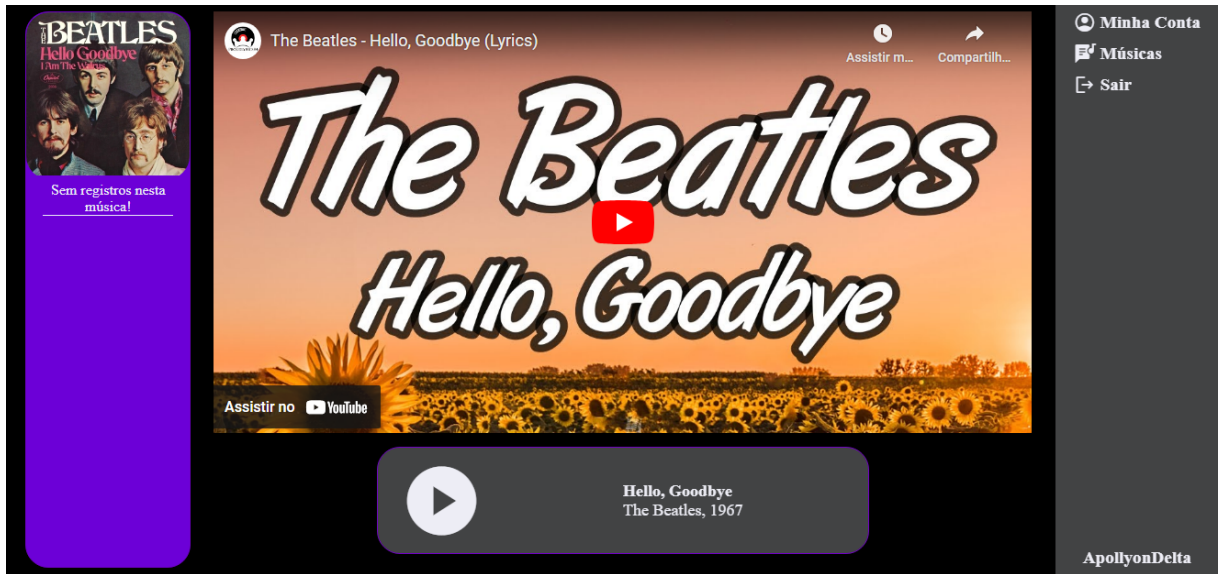 THE
BEATLES
Hello Goodbye
I Am The Walrus
Sem registros nesta
música!
The Beatles - Hello, Goodbye (Lyrics)
Assistir m...
Compartilh...
The Beatles
Hello, Goodbye
Assistir no YouTube
Hello, Goodbye
The Beatles, 1967
Minha Conta
Músicas
Sair
ApollyonDelta